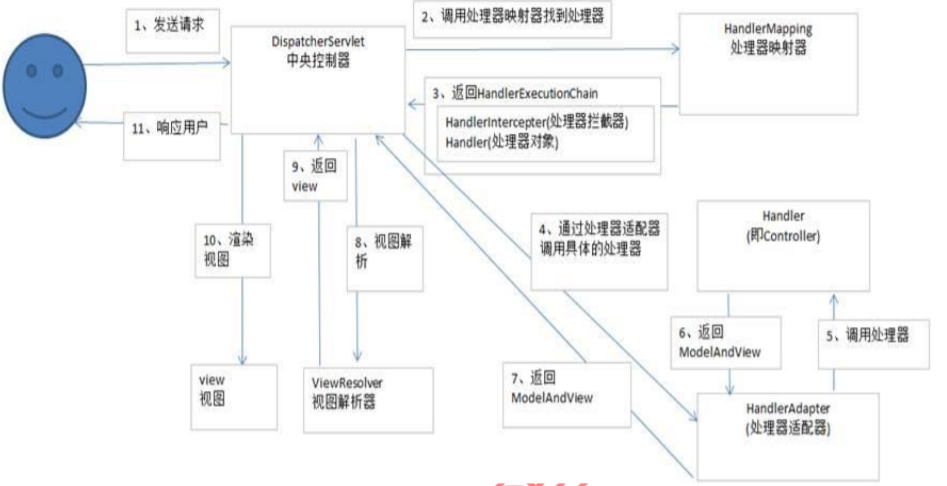 1、发送请求
DispatcherServlet
中央控制器
2、调用处理器映射器找到处理器
HandlerMapping
处理器映射器
3、返回HandlerExecutionChain
HandlerIntercepter(处理器拦截器)
Handler(处理器对象)
11、响应用户
9、返回
view
10、渲染
视图
8、视图解
析
4、通过处理器适配器
调用具体的处理器
Handler
(即Controller)
6、返回
ModelAndView
5、调用处理器
7、返回
ModelAndView
view
视图
ViewResolver
视图解析器
HandlerAdapter
(处理器适配器)